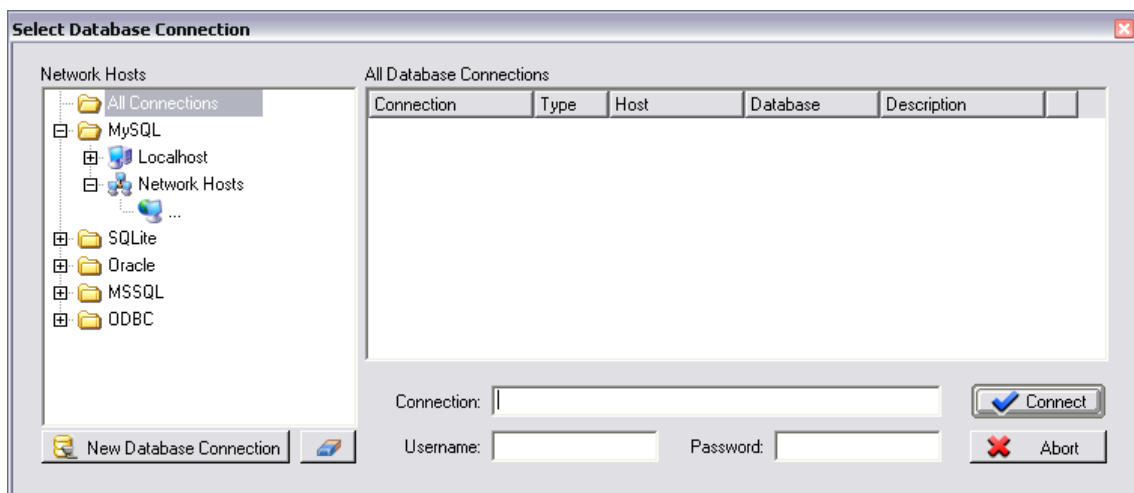 Select Database Connection
Network Hosts
All Connections
MySQL
Localhost
Network Hosts
...
SQLite
Oracle
MSSQL
ODBC
New Database Connection
All Database Connections
Connection Type Host Database Description
Connection:
Connect
Username: Password:
Abort